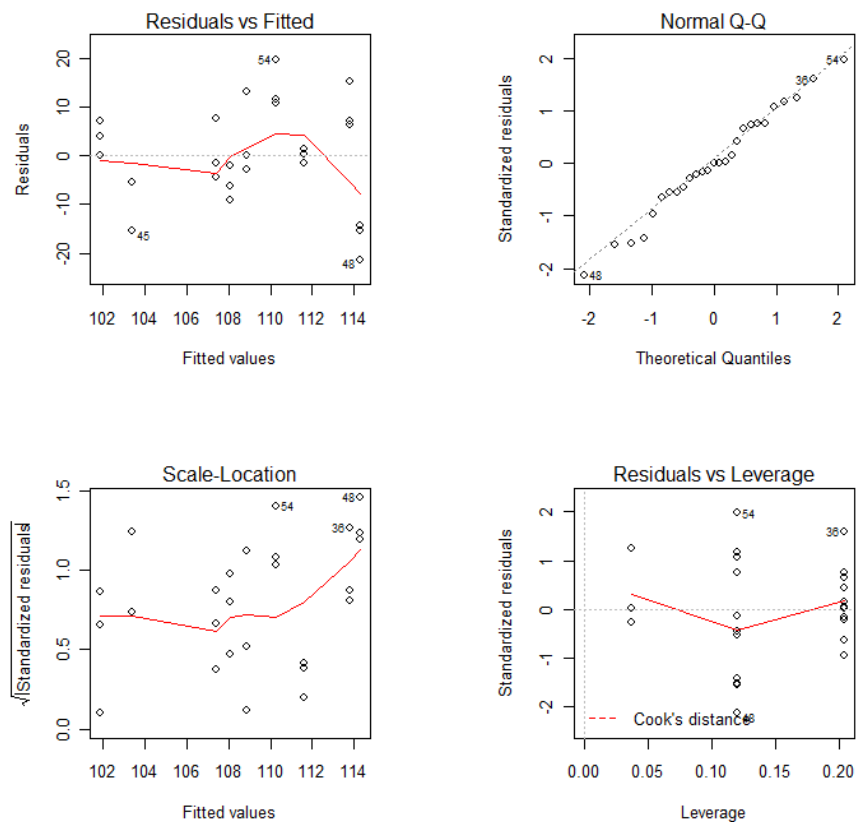 Residuals vs Fitted
Residuals
20
10
0
-10
-20
54
45
48
102 104 106 108 110 112 114
Fitted values
Normal Q-Q
Standardized residuals
2
1
0
-1
-2
54
36
48
-2 -1 0 1 2
Theoretical Quantiles
Scale-Location
√|Standardized residuals|
1.5
1.0
0.5
0.0
48
54
36
102 104 106 108 110 112 114
Fitted values
Residuals vs Leverage
Standardized residuals
2
1
0
-1
-2
54
36
48
Cook's distance
0.00 0.05 0.10 0.15 0.20
Leverage